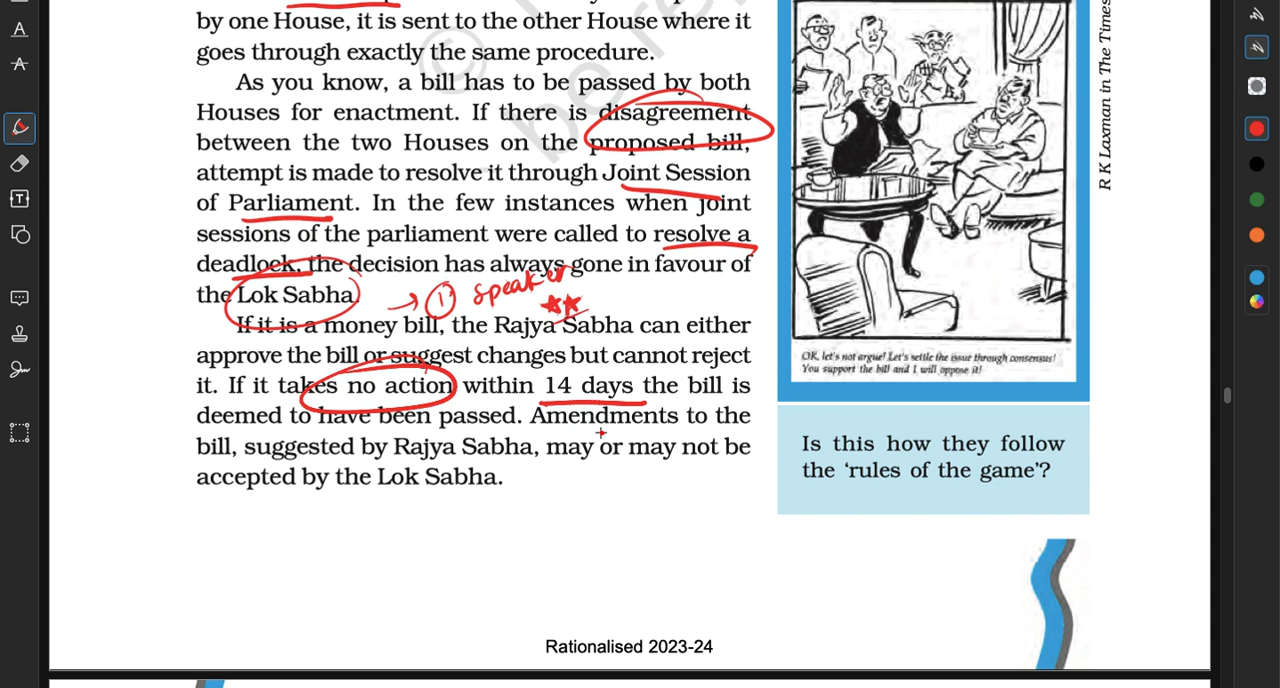 by one House, it is sent to the other House where it
goes through exactly the same procedure.
As you know, a bill has to be passed by both
Houses for enactment. If there is disagreement
between the two Houses on the proposed bill,
attempt is made to resolve it through Joint Session
of Parliament. In the few instances when joint
sessions of the parliament were called to resolve a
deadlock, the decision has always gone in favour of
the Lok Sabha.
→ ① Speaker
If it is a money bill, the Rajya Sabha can either
approve the bill or suggest changes but cannot reject
it. If it takes no action within 14 days the bill is
deemed to have been passed. Amendments to the
bill, suggested by Rajya Sabha, may or may not be
accepted by the Lok Sabha.
R K Laxman in The Times
OK, let's not argue! Let's settle the issue through consensus!
You support the bill and I will oppose it!
Is this how they follow
the ‘rules of the game’?
Rationalised 2023-24